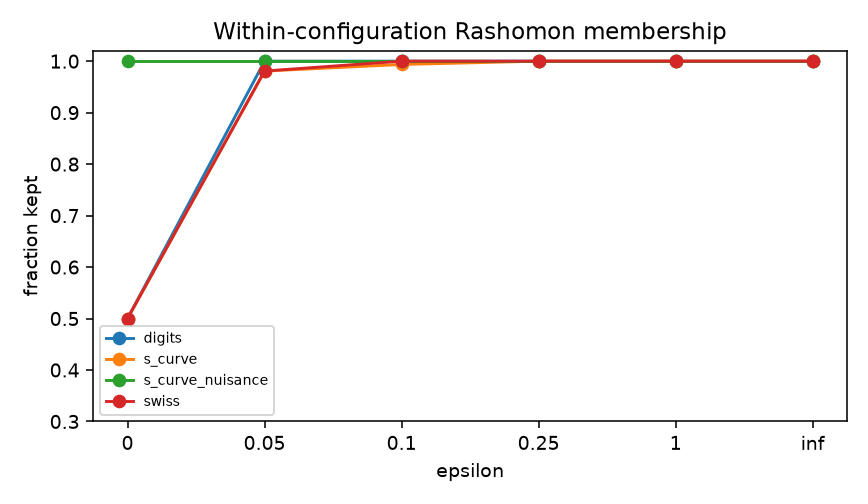 Within-configuration Rashomon membership
fraction kept
1.0
0.9
0.8
0.7
0.6
0.5
0.4
0.3
digits
s_curve
s_curve_nuisance
swiss
0 0.05 0.1 0.25 1 inf
epsilon